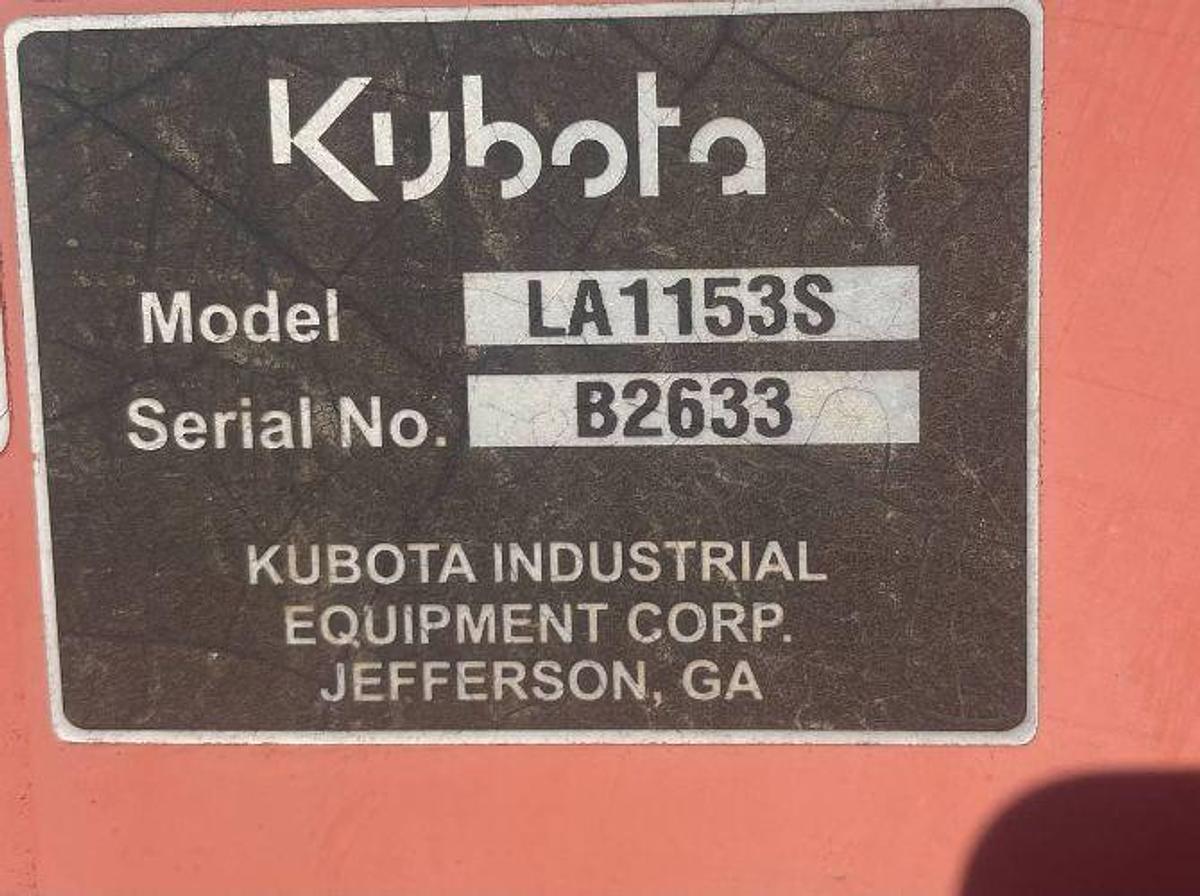 Kubota
Model LA1153S
Serial No. B2633
KUBOTA INDUSTRIAL
EQUIPMENT CORP.
JEFFERSON, GA